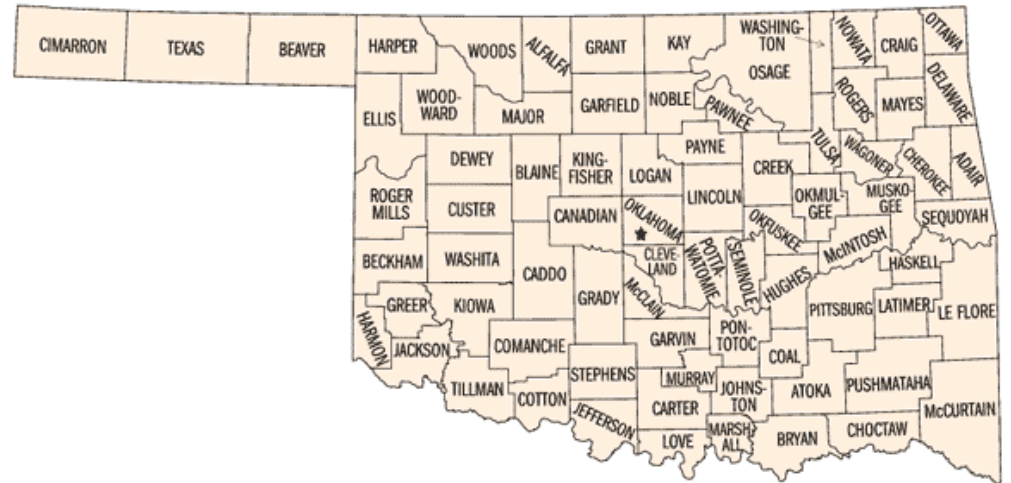 CIMARRON
TEXAS
BEAVER
HARPER
WOODS
ALFALFA
GRANT
KAY
WASHING-
TON
OSAGE
NOWATA
CRAIG
OTTAWA
ELLIS
WOOD-
WARD
MAJOR
GARFIELD
NOBLE
PAWNEE
ROGERS
MAYES
DELAWARE
DEWEY
BLAINE
KING-
FISHER
LOGAN
PAYNE
CREEK
TULSA
WAGONER
CHEROKEE
ADAIR
ROGER
MILLS
CUSTER
CANADIAN
OKLAHOMA
LINCOLN
OKFUSKEE
OKMUL-
GEE
MUSKO-
GEE
SEQUOYAH
BECKHAM
WASHITA
CADDO
GRADY
CLEVE-
LAND
McCLAIN
POTTA-
WATOMIE
SEMINOLE
HUGHES
McINTOSH
HASKELL
GREER
KIOWA
HARMON
JACKSON
COMANCHE
GARVIN
PON-
TOTOC
PITTSBURG
LATIMER
LE FLORE
TILLMAN
COTTON
STEPHENS
MURRAY
JOHNS-
TON
COAL
ATOKA
PUSHMATAHA
McCURTAIN
JEFFERSON
CARTER
LOVE
MARSH-
ALL
BRYAN
CHOCTAW